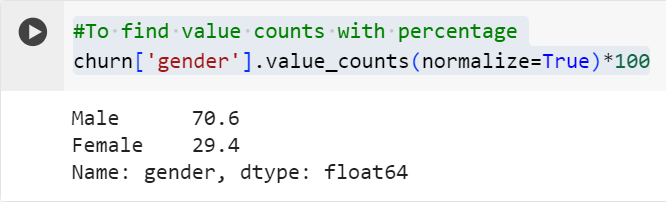 #To find value counts with percentage
churn['gender'].value_counts(normalize=True)*100
Male      70.6
Female    29.4
Name: gender, dtype: float64